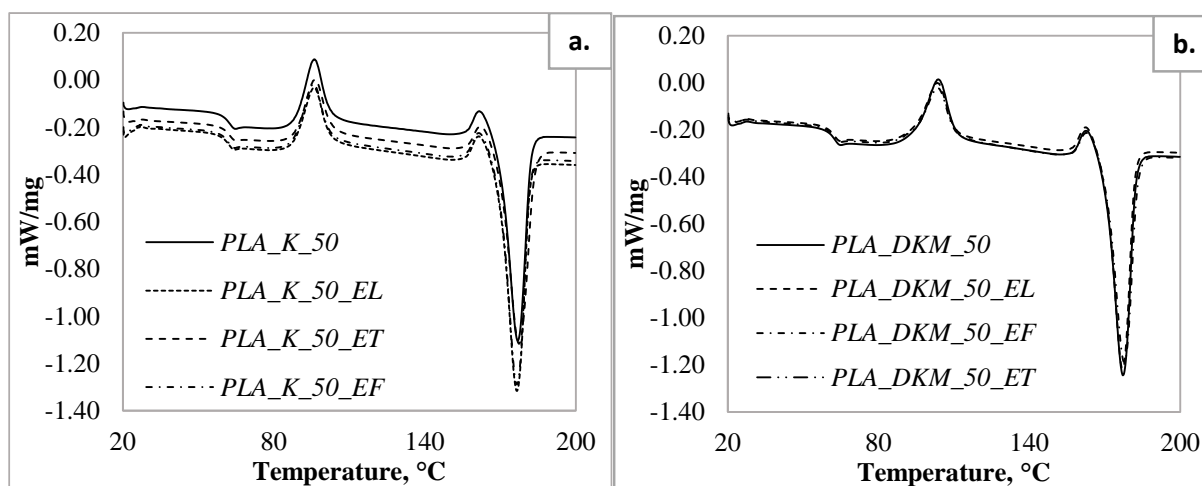 a.
0.20
0.00
-0.20
-0.40
-0.60
-0.80
-1.00
-1.20
-1.40
mW/mg
PLA_K_50
PLA_K_50_EL
PLA_K_50_ET
PLA_K_50_EF
20
80
140
200
Temperature, °C
b.
0.20
0.00
-0.20
-0.40
-0.60
-0.80
-1.00
-1.20
-1.40
mW/mg
PLA_DKM_50
PLA_DKM_50_EL
PLA_DKM_50_EF
PLA_DKM_50_ET
20
80
140
200
Temperature, °C